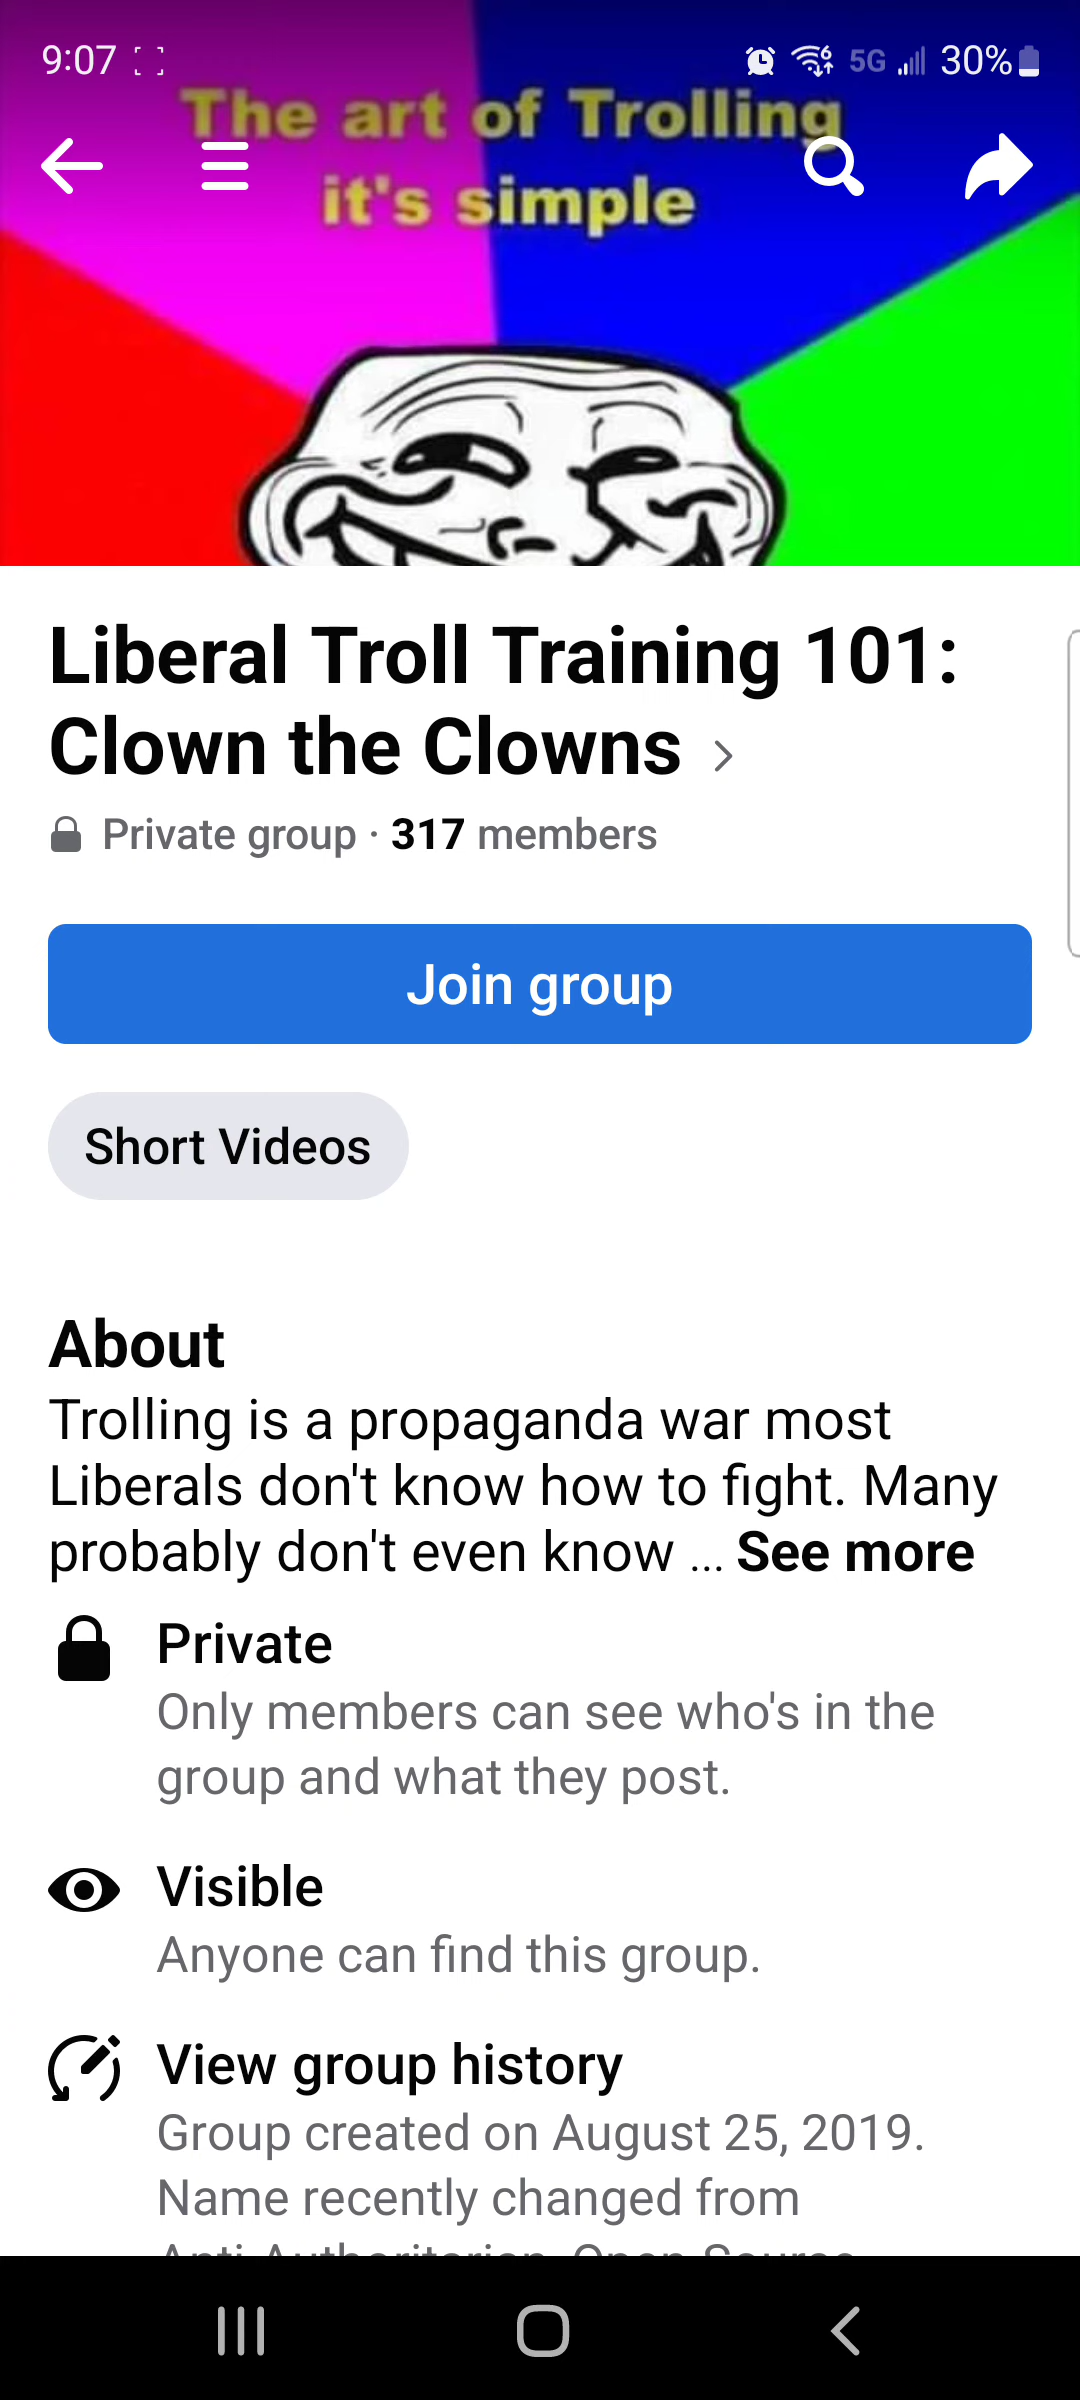 9:07
5G 30%
The art of Trolling
it's simple
Liberal Troll Training 101:
Clown the Clowns
Private group · 317 members
Join group
Short Videos
About
Trolling is a propaganda war most
Liberals don't know how to fight. Many
probably don't even know ... See more
Private
Only members can see who's in the
group and what they post.
Visible
Anyone can find this group.
View group history
Group created on August 25, 2019.
Name recently changed from
Anti-Authoritarian, Open Source